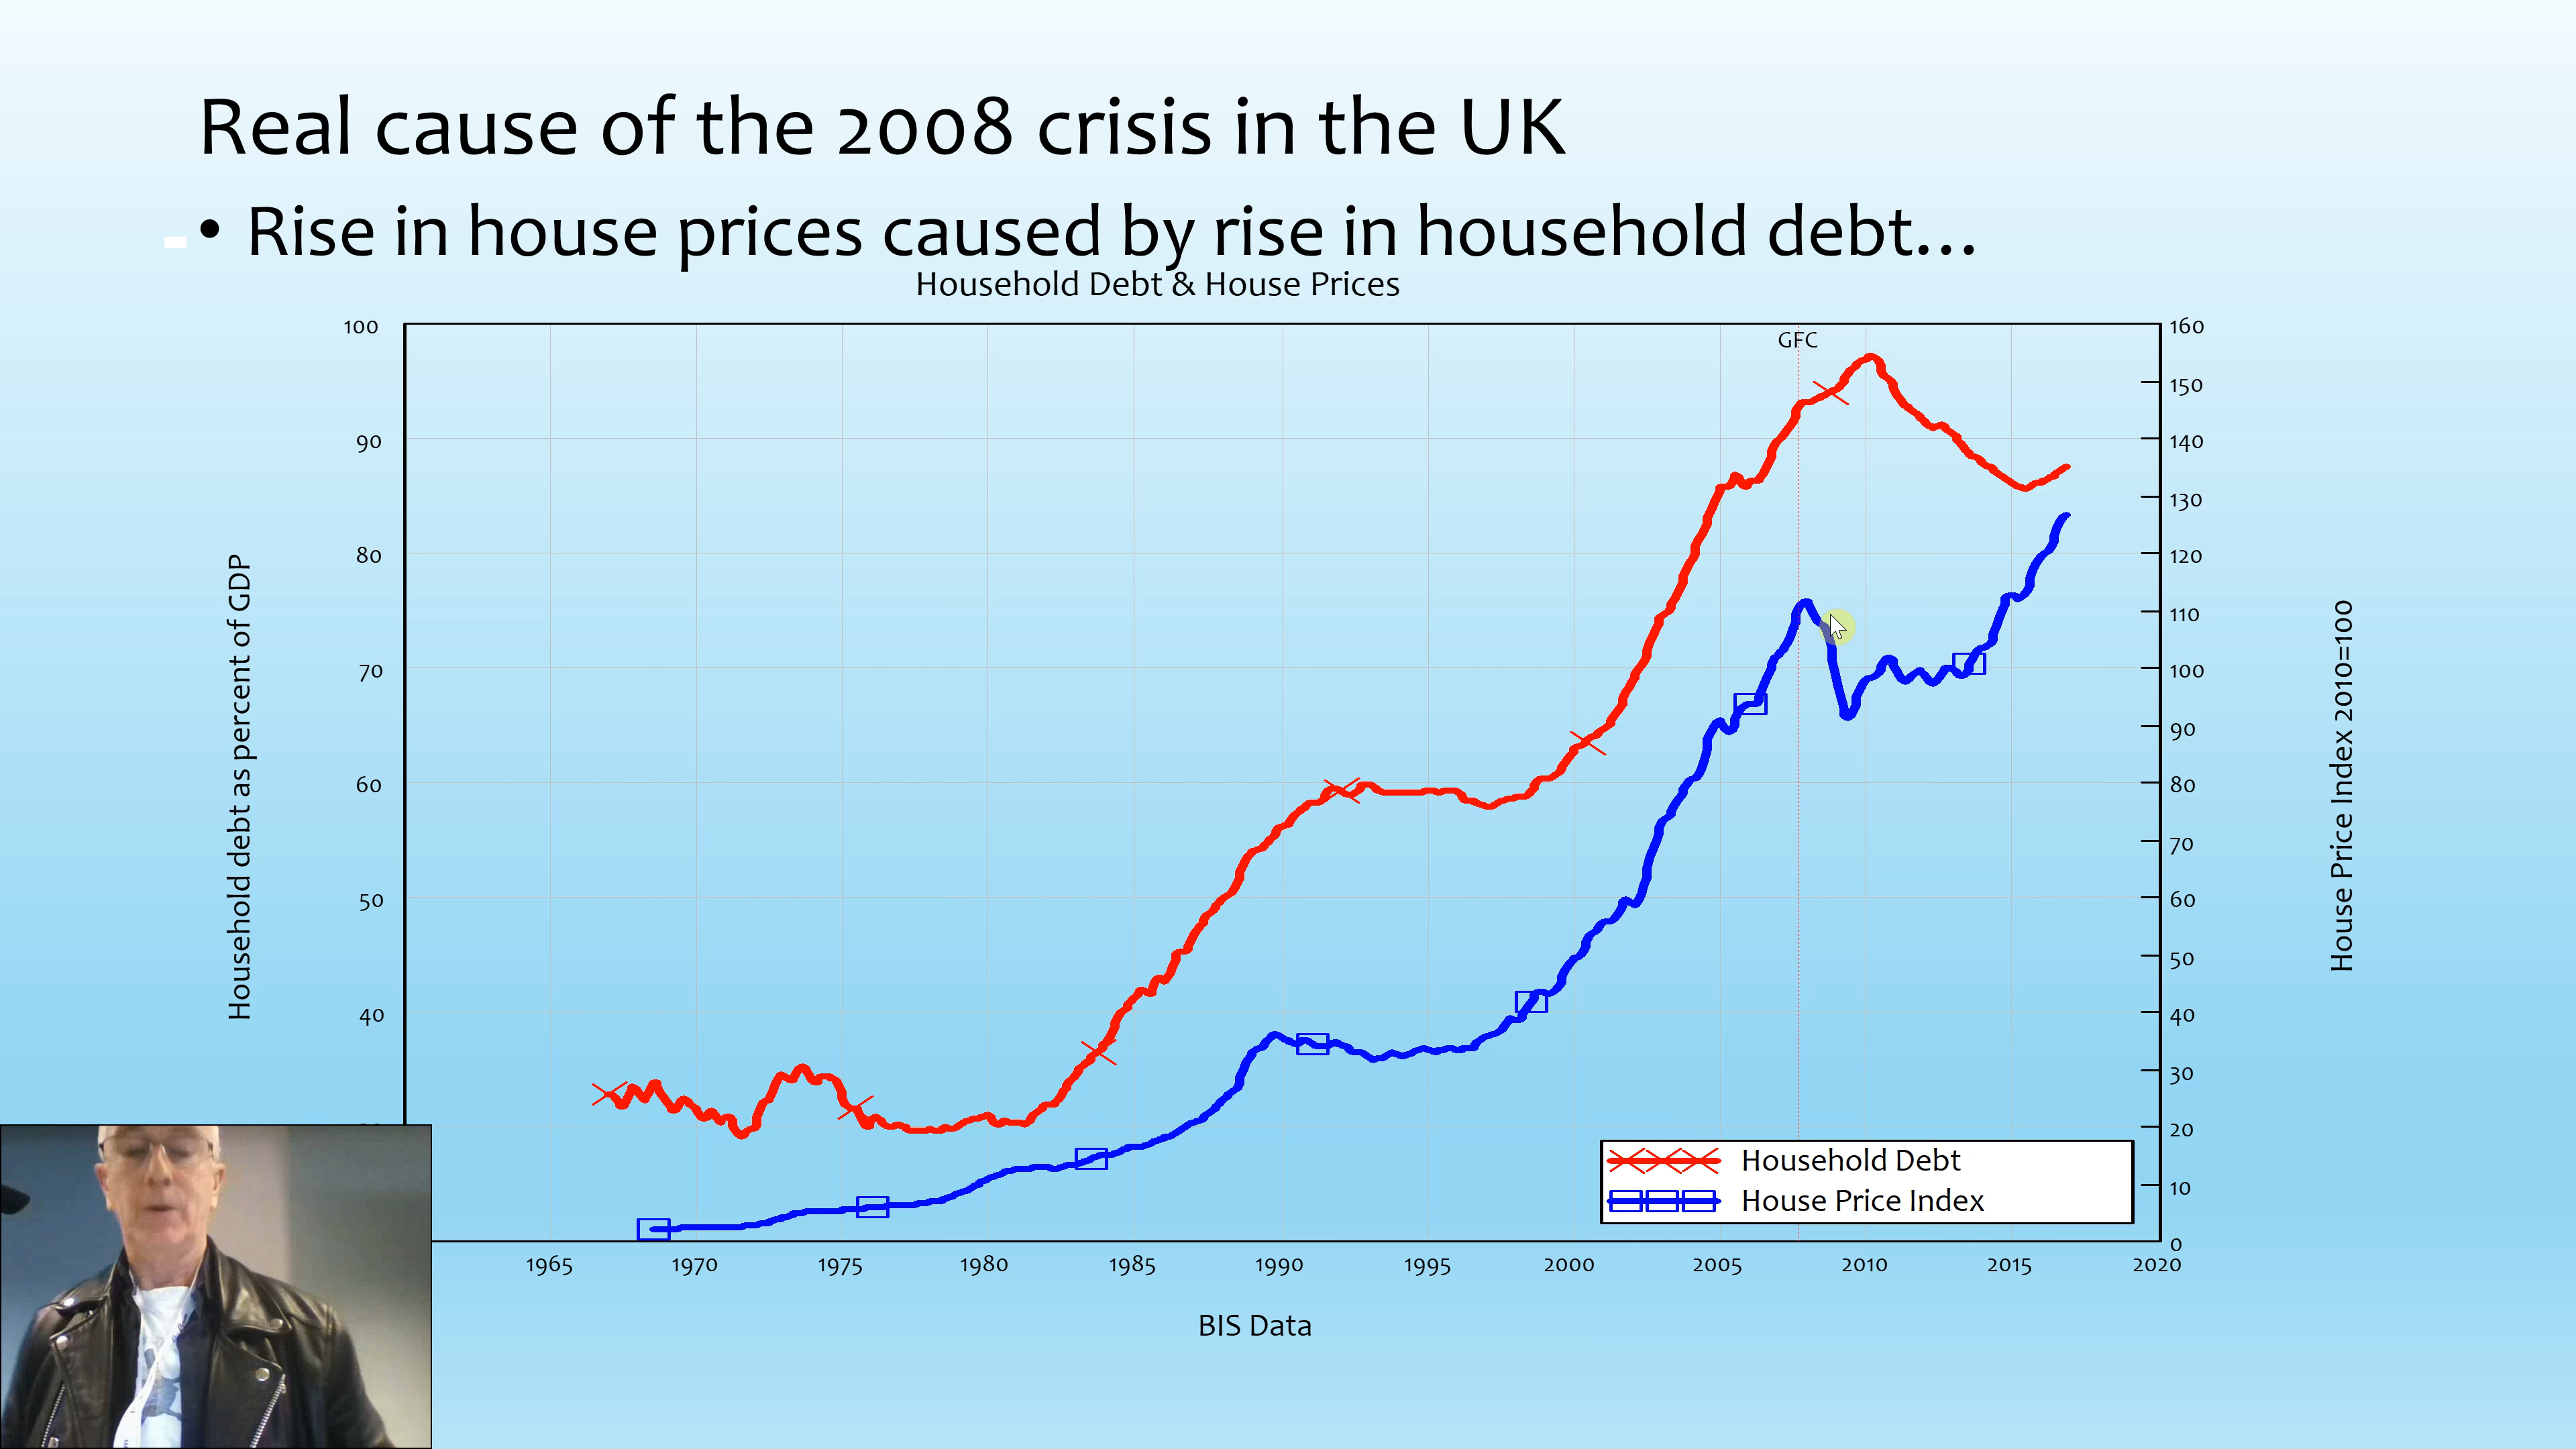 Real cause of the 2008 crisis in the UK
• Rise in house prices caused by rise in household debt…
Household Debt & House Prices
Household debt as percent of GDP
100
90
80
70
60
50
40
GFC
160
150
140
130
120
110
100
90
80
70
60
50
40
30
20
10
0
House Price Index 2010=100
Household Debt
House Price Index
1965 1970 1975 1980 1985 1990 1995 2000 2005 2010 2015 2020
BIS Data